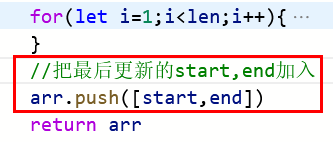 for(let i=1;i<len;i++){ ···
}
//把最后更新的start,end加入
arr.push([start,end])
return arr